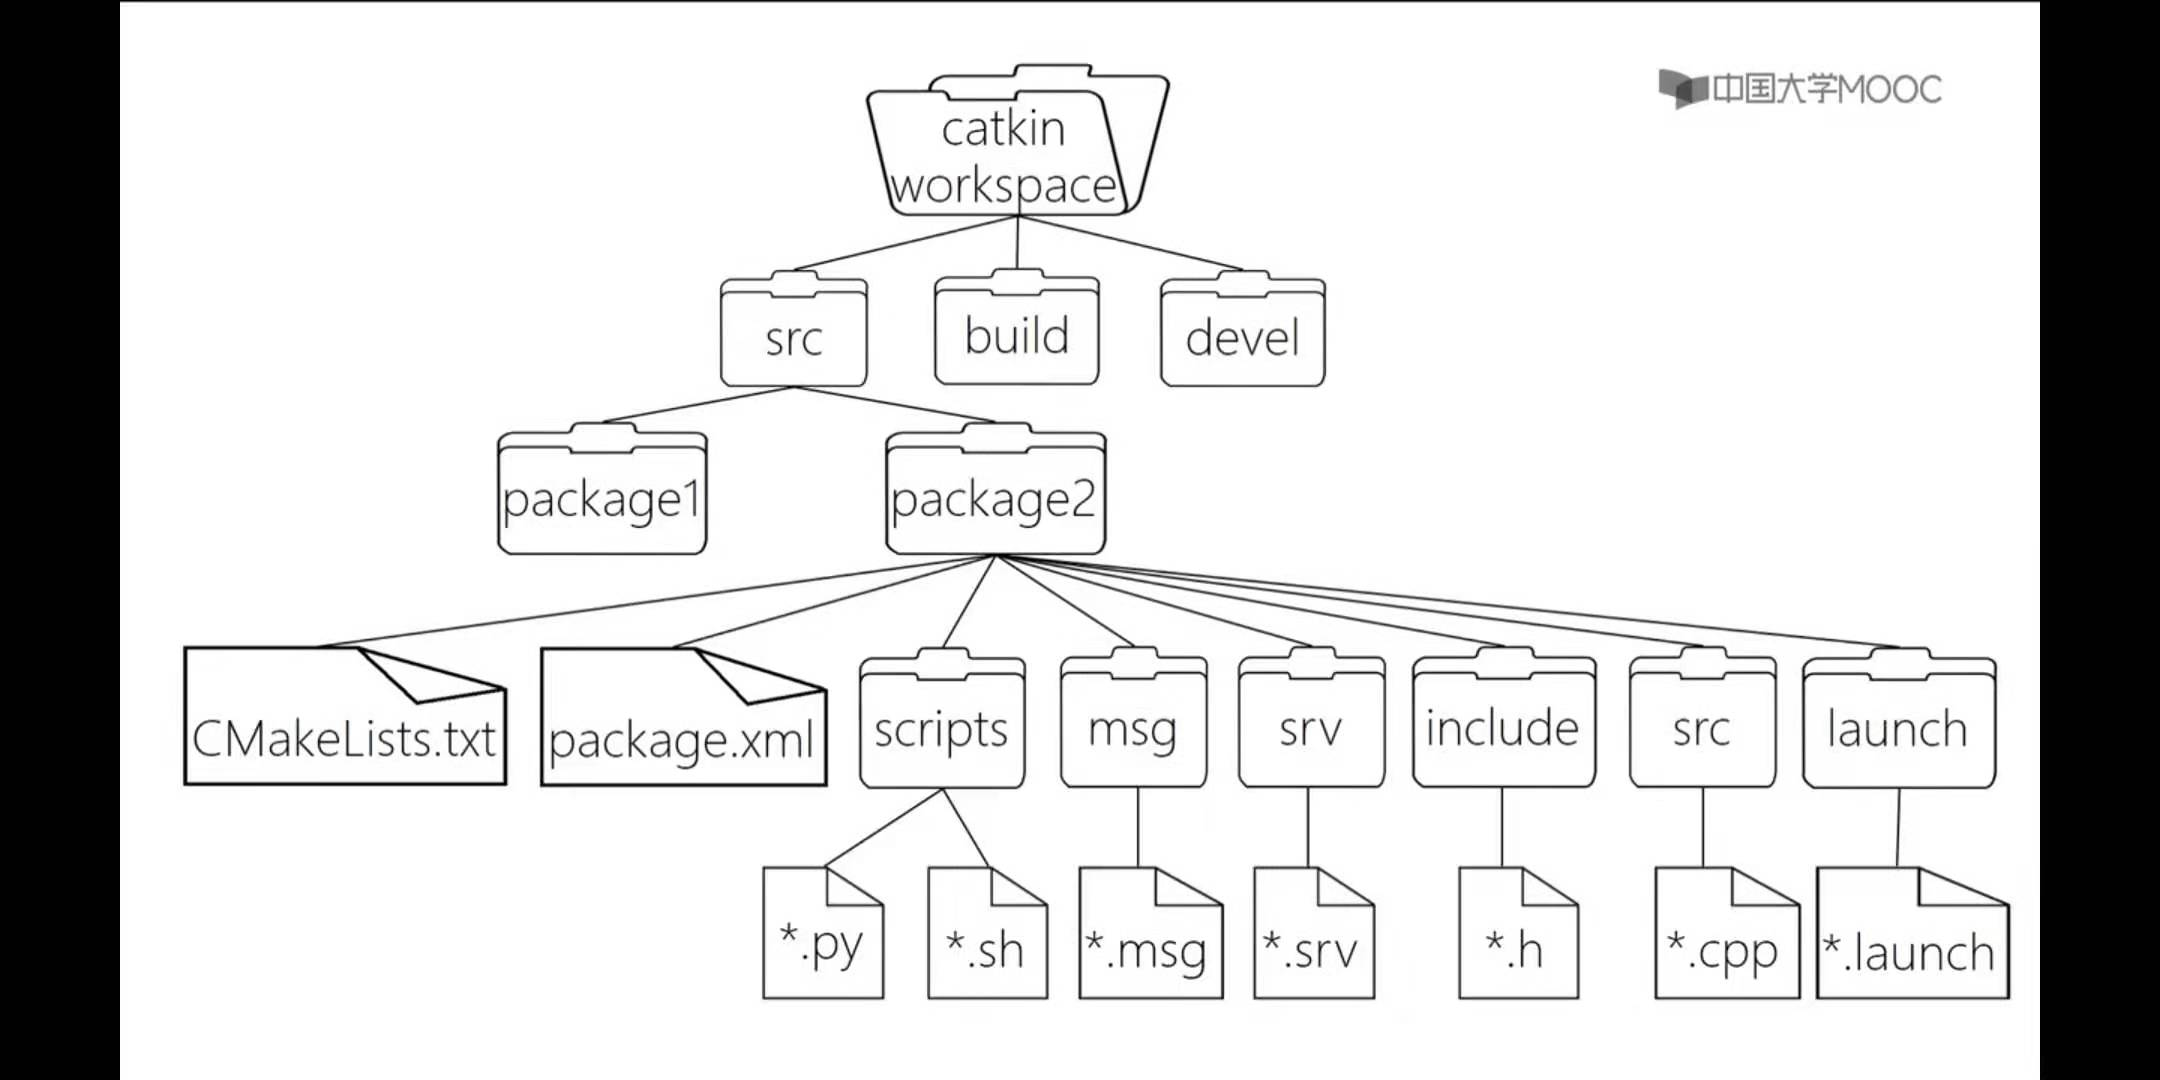 中国大学MOOC
catkin
workspace
src
build
devel
package1
package2
CMakeLists.txt
package.xml
scripts
msg
srv
include
src
launch
*.py
*.sh
*.msg
*.srv
*.h
*.cpp
*.launch